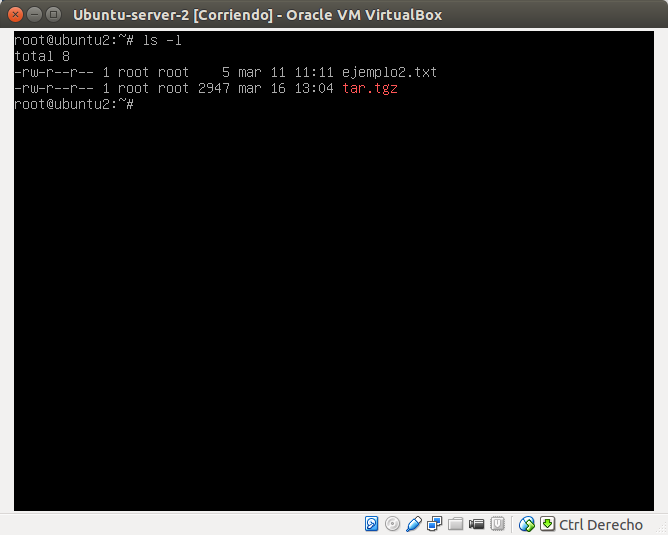 Ubuntu-server-2 [Corriendo] - Oracle VM VirtualBox
root@ubuntu2:~# ls -l
total 8
-rw-r--r-- 1 root root    5 mar 11 11:11 ejemplo2.txt
-rw-r--r-- 1 root root 2947 mar 16 13:04 tar.tgz
root@ubuntu2:~#
Ctrl Derecho